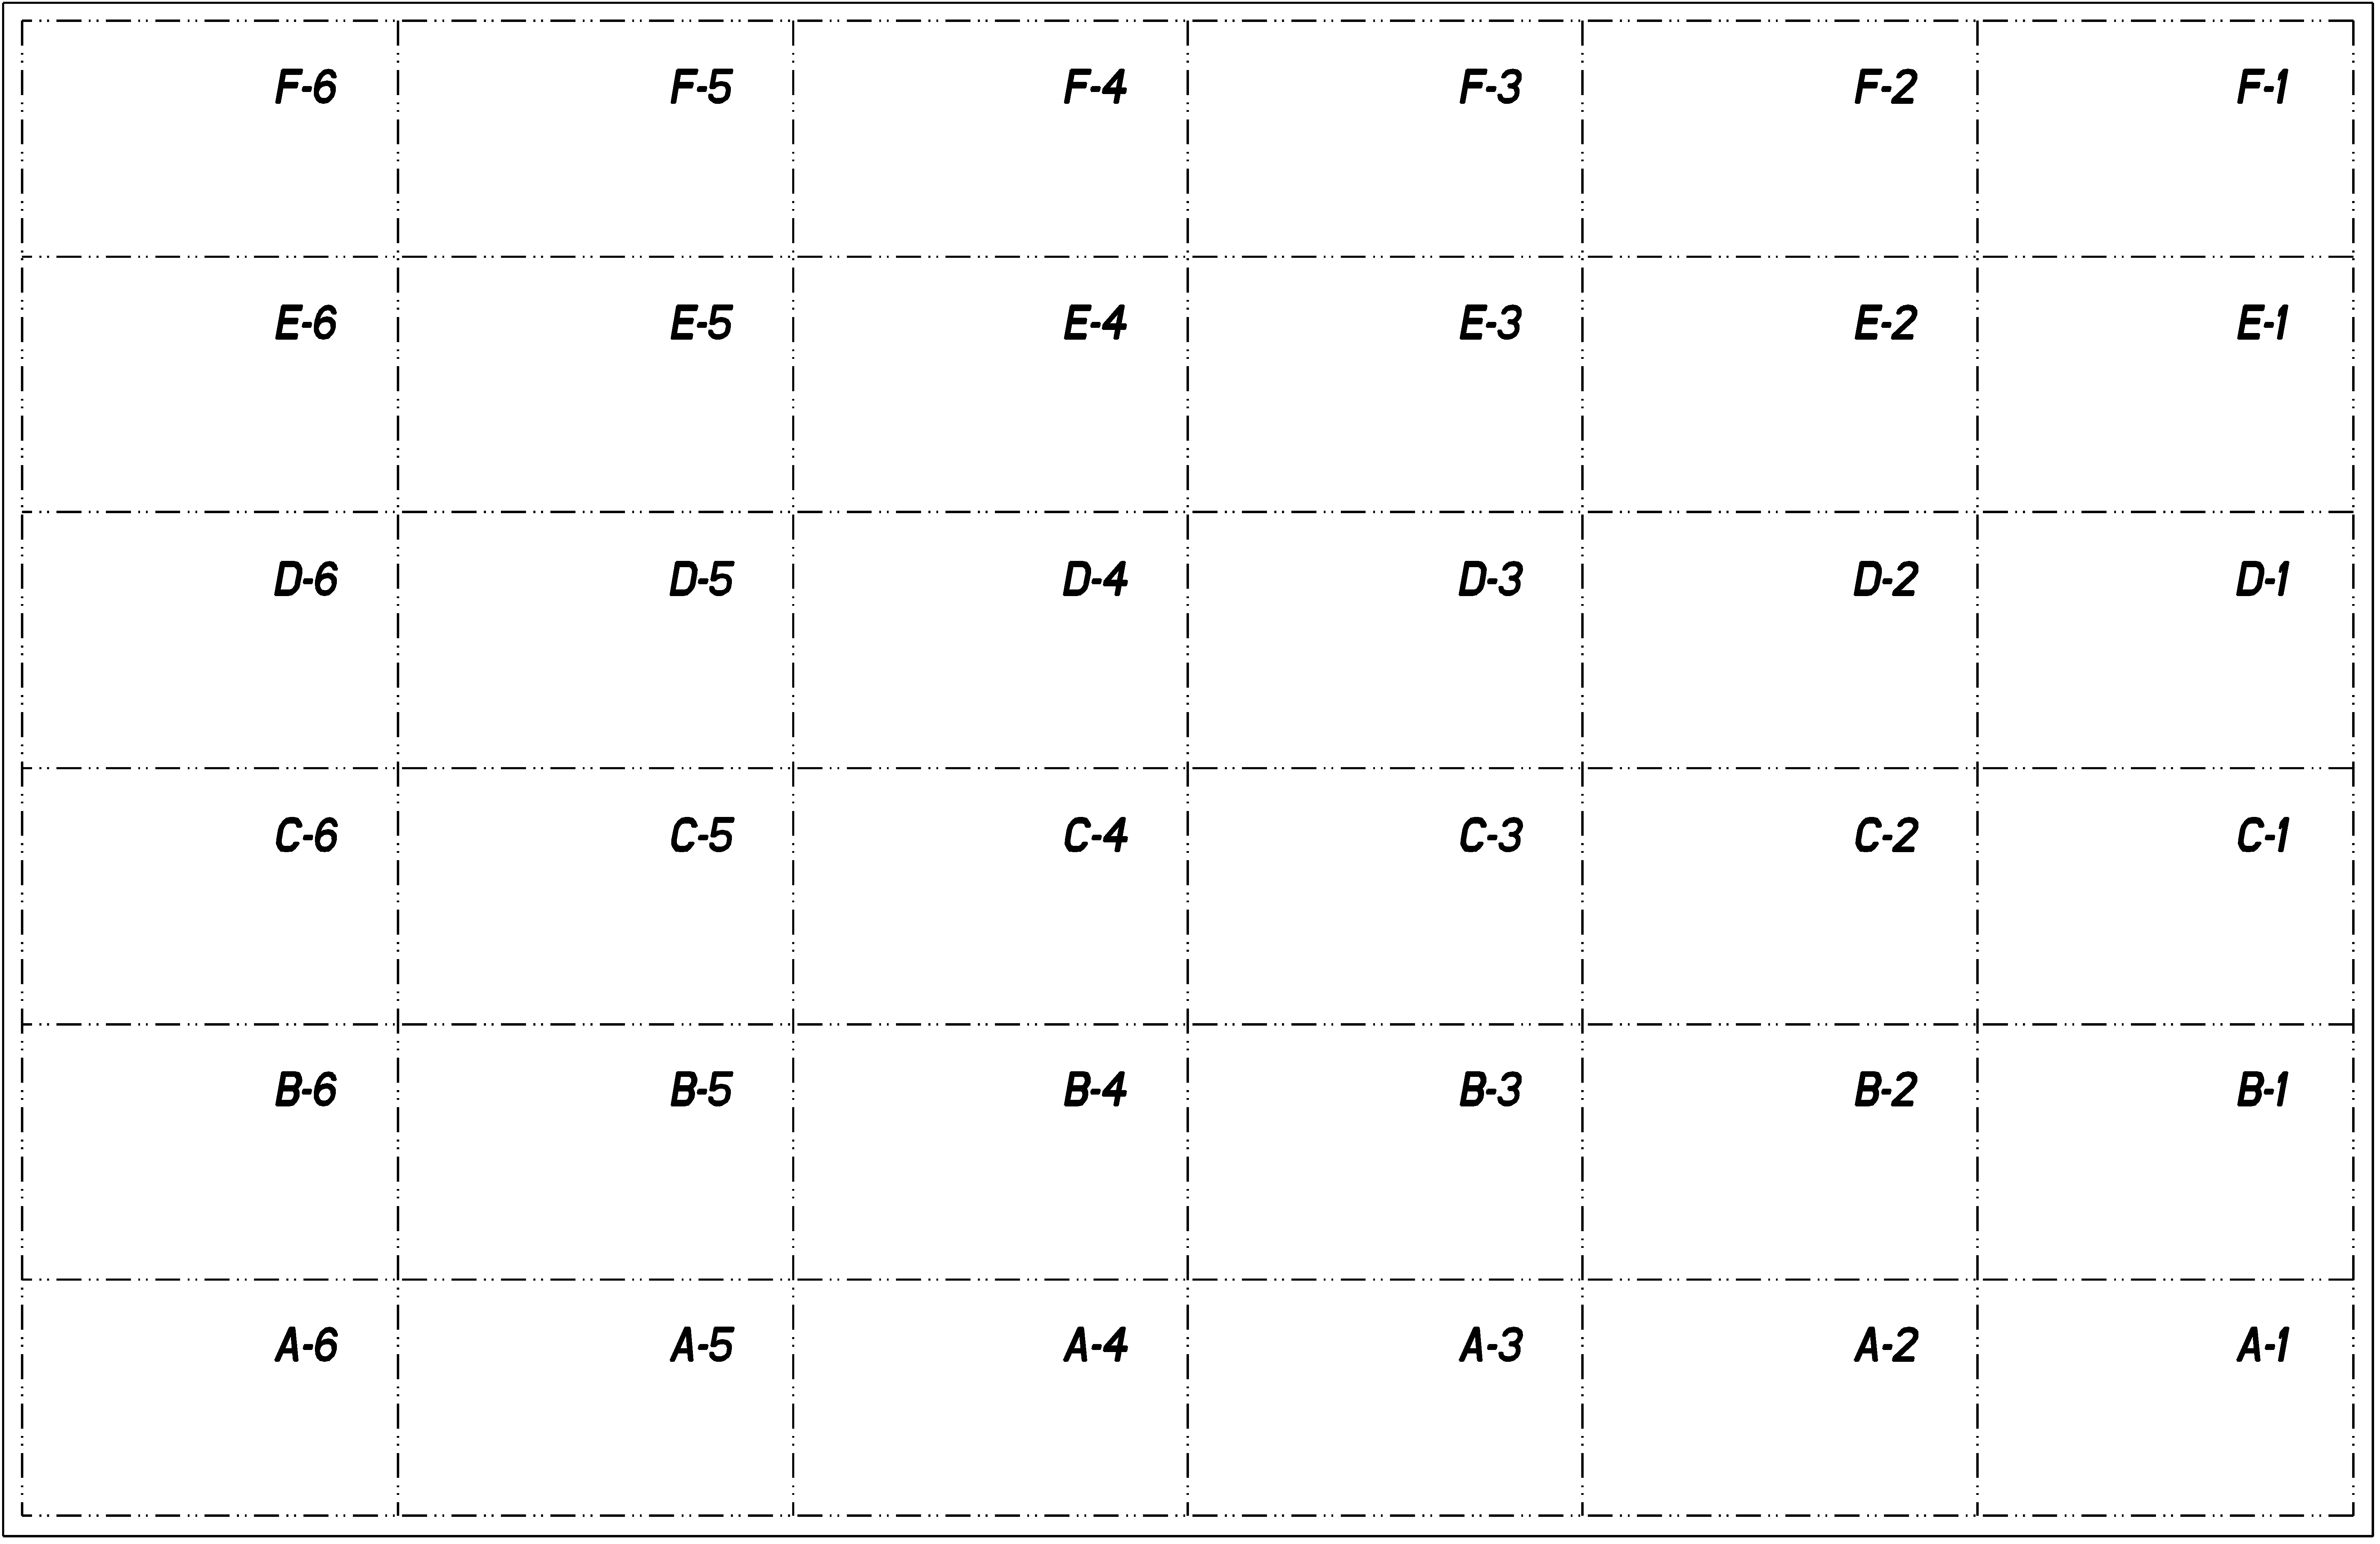 F-6 F-5 F-4 F-3 F-2 F-1
E-6 E-5 E-4 E-3 E-2 E-1
D-6 D-5 D-4 D-3 D-2 D-1
C-6 C-5 C-4 C-3 C-2 C-1
B-6 B-5 B-4 B-3 B-2 B-1
A-6 A-5 A-4 A-3 A-2 A-1